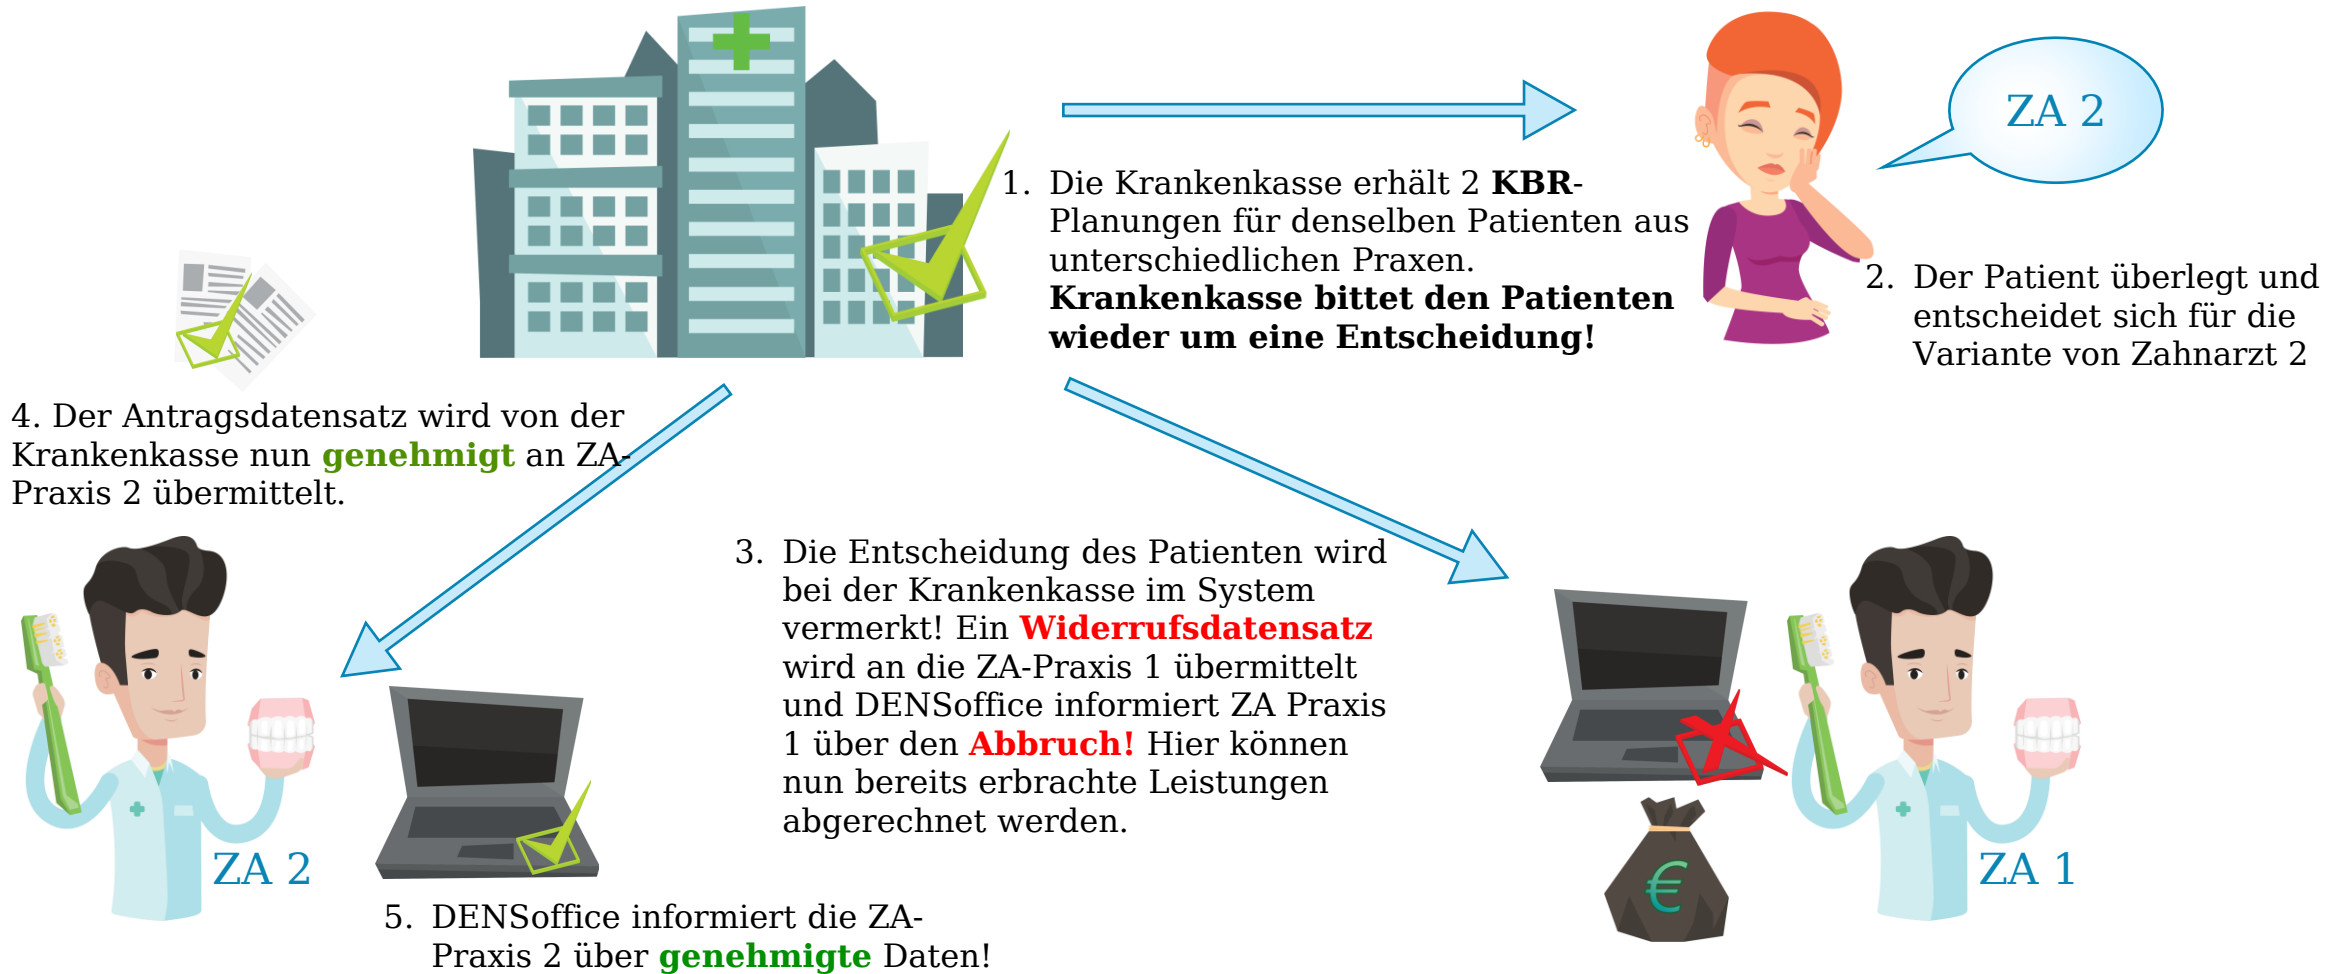 ZA 2
1. Die Krankenkasse erhält 2 KBR-
Planungen für denselben Patienten aus
unterschiedlichen Praxen.
Krankenkasse bittet den Patienten
wieder um eine Entscheidung!
2. Der Patient überlegt und
entscheidet sich für die
Variante von Zahnarzt 2
4. Der Antragsdatensatz wird von der
Krankenkasse nun genehmigt an ZA-
Praxis 2 übermittelt.
3. Die Entscheidung des Patienten wird
bei der Krankenkasse im System
vermerkt! Ein Widerrufsdatensatz
wird an die ZA-Praxis 1 übermittelt
und DENSoffice informiert ZA Praxis
1 über den Abbruch! Hier können
nun bereits erbrachte Leistungen
abgerechnet werden.
ZA 2
€
ZA 1
5. DENSoffice informiert die ZA-
Praxis 2 über genehmigte Daten!